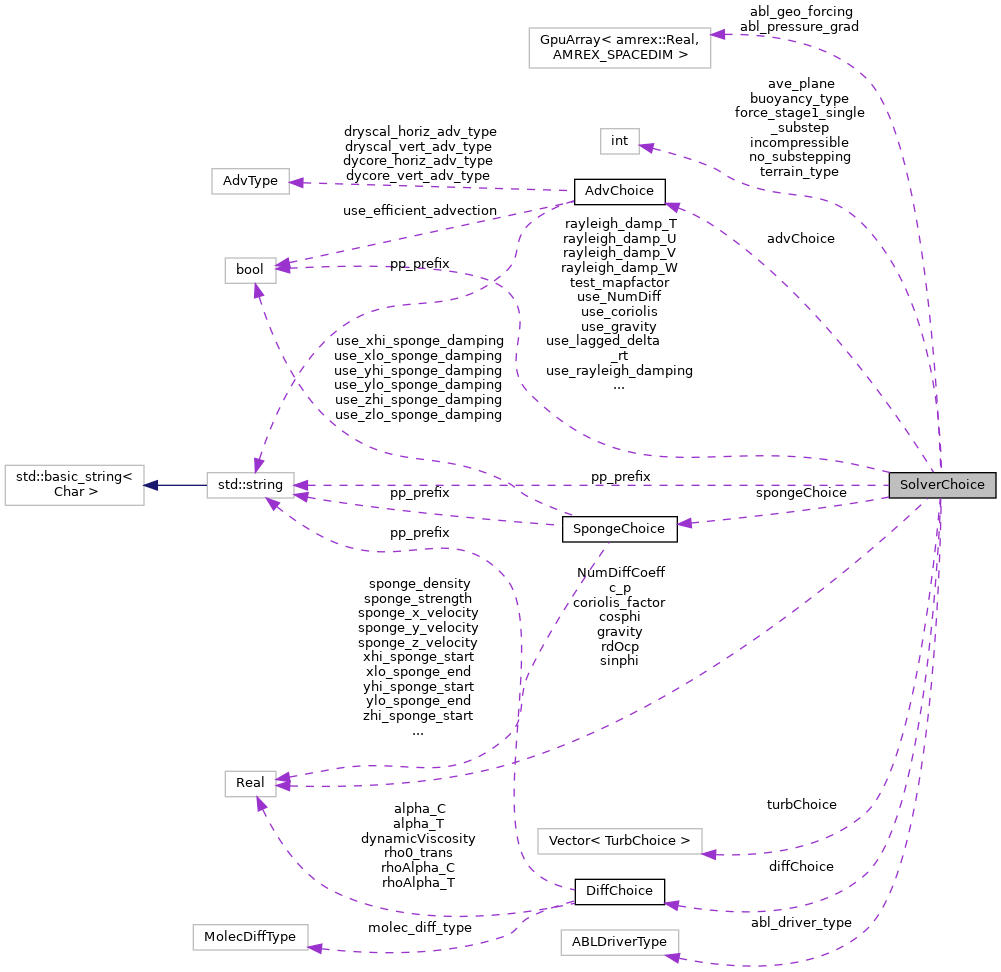 abl_geo_forcing
abl_pressure_grad
GpuArray< amrex::Real,
AMREX_SPACEDIM >
ave_plane
buoyancy_type
force_stage1_single
_substep
incompressible
no_substepping
terrain_type
int
dryscal_horiz_adv_type
dryscal_vert_adv_type
dycore_horiz_adv_type
dycore_vert_adv_type
AdvType
AdvChoice
use_efficient_advection
advChoice
rayleigh_damp_T
rayleigh_damp_U
rayleigh_damp_V
rayleigh_damp_W
test_mapfactor
use_NumDiff
use_coriolis
use_gravity
use_lagged_delta
_rt
use_rayleigh_damping
...
bool
pp_prefix
use_xhi_sponge_damping
use_xlo_sponge_damping
use_yhi_sponge_damping
use_ylo_sponge_damping
use_zhi_sponge_damping
use_zlo_sponge_damping
std::basic_string<
Char >
std::string
pp_prefix
SolverChoice
pp_prefix
spongeChoice
SpongeChoice
pp_prefix
NumDiffCoeff
c_p
coriolis_factor
cosphi
gravity
rdOcp
sinphi
sponge_density
sponge_strength
sponge_x_velocity
sponge_y_velocity
sponge_z_velocity
xhi_sponge_start
xlo_sponge_end
yhi_sponge_start
ylo_sponge_end
zhi_sponge_start
...
Real
alpha_C
alpha_T
dynamicViscosity
rho0_trans
rhoAlpha_C
rhoAlpha_T
turbChoice
Vector< TurbChoice >
diffChoice
DiffChoice
molec_diff_type
MolecDiffType
abl_driver_type
ABLDriverType